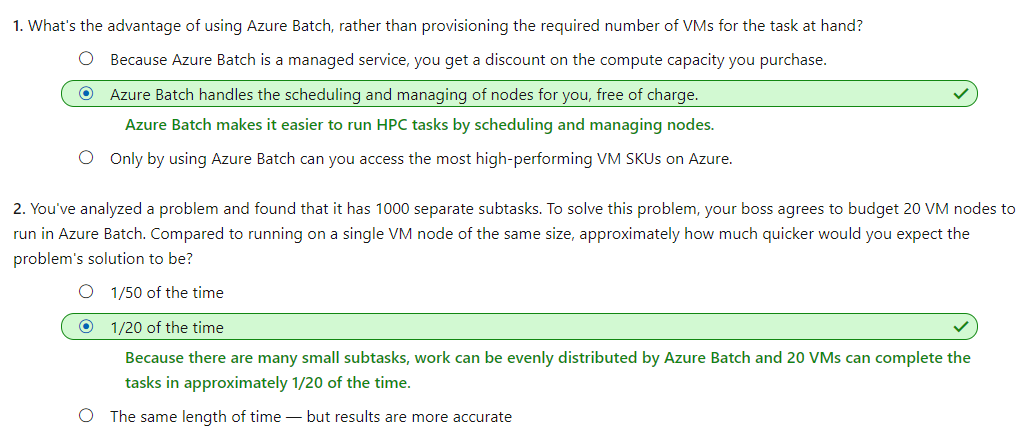 1. What's the advantage of using Azure Batch, rather than provisioning the required number of VMs for the task at hand?
Because Azure Batch is a managed service, you get a discount on the compute capacity you purchase.
Azure Batch handles the scheduling and managing of nodes for you, free of charge.
Azure Batch makes it easier to run HPC tasks by scheduling and managing nodes.
Only by using Azure Batch can you access the most high-performing VM SKUs on Azure.
2. You've analyzed a problem and found that it has 1000 separate subtasks. To solve this problem, your boss agrees to budget 20 VM nodes to
run in Azure Batch. Compared to running on a single VM node of the same size, approximately how much quicker would you expect the
problem's solution to be?
1/50 of the time
1/20 of the time
Because there are many small subtasks, work can be evenly distributed by Azure Batch and 20 VMs can complete the
tasks in approximately 1/20 of the time.
The same length of time — but results are more accurate